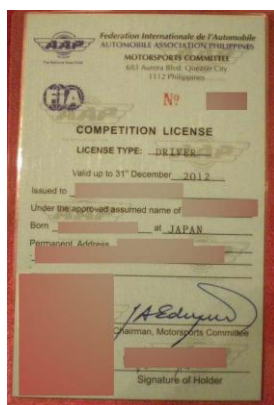 AAP
Federation Internationale de l'Automobile
AUTOMOBILE ASSOCIATION PHILIPPINES
MOTORSPORTS COMMITTEE
683 Aurora Blvd. Quezon City
1112 Philippines
FIA
Nº
COMPETITION LICENSE
LICENSE TYPE: DRIVER
Valid up to 31st December 2012
Issued to
Under the approved assumed name of
Born at JAPAN
Permanent Address
Chairman, Motorsports Committee
Signature of Holder